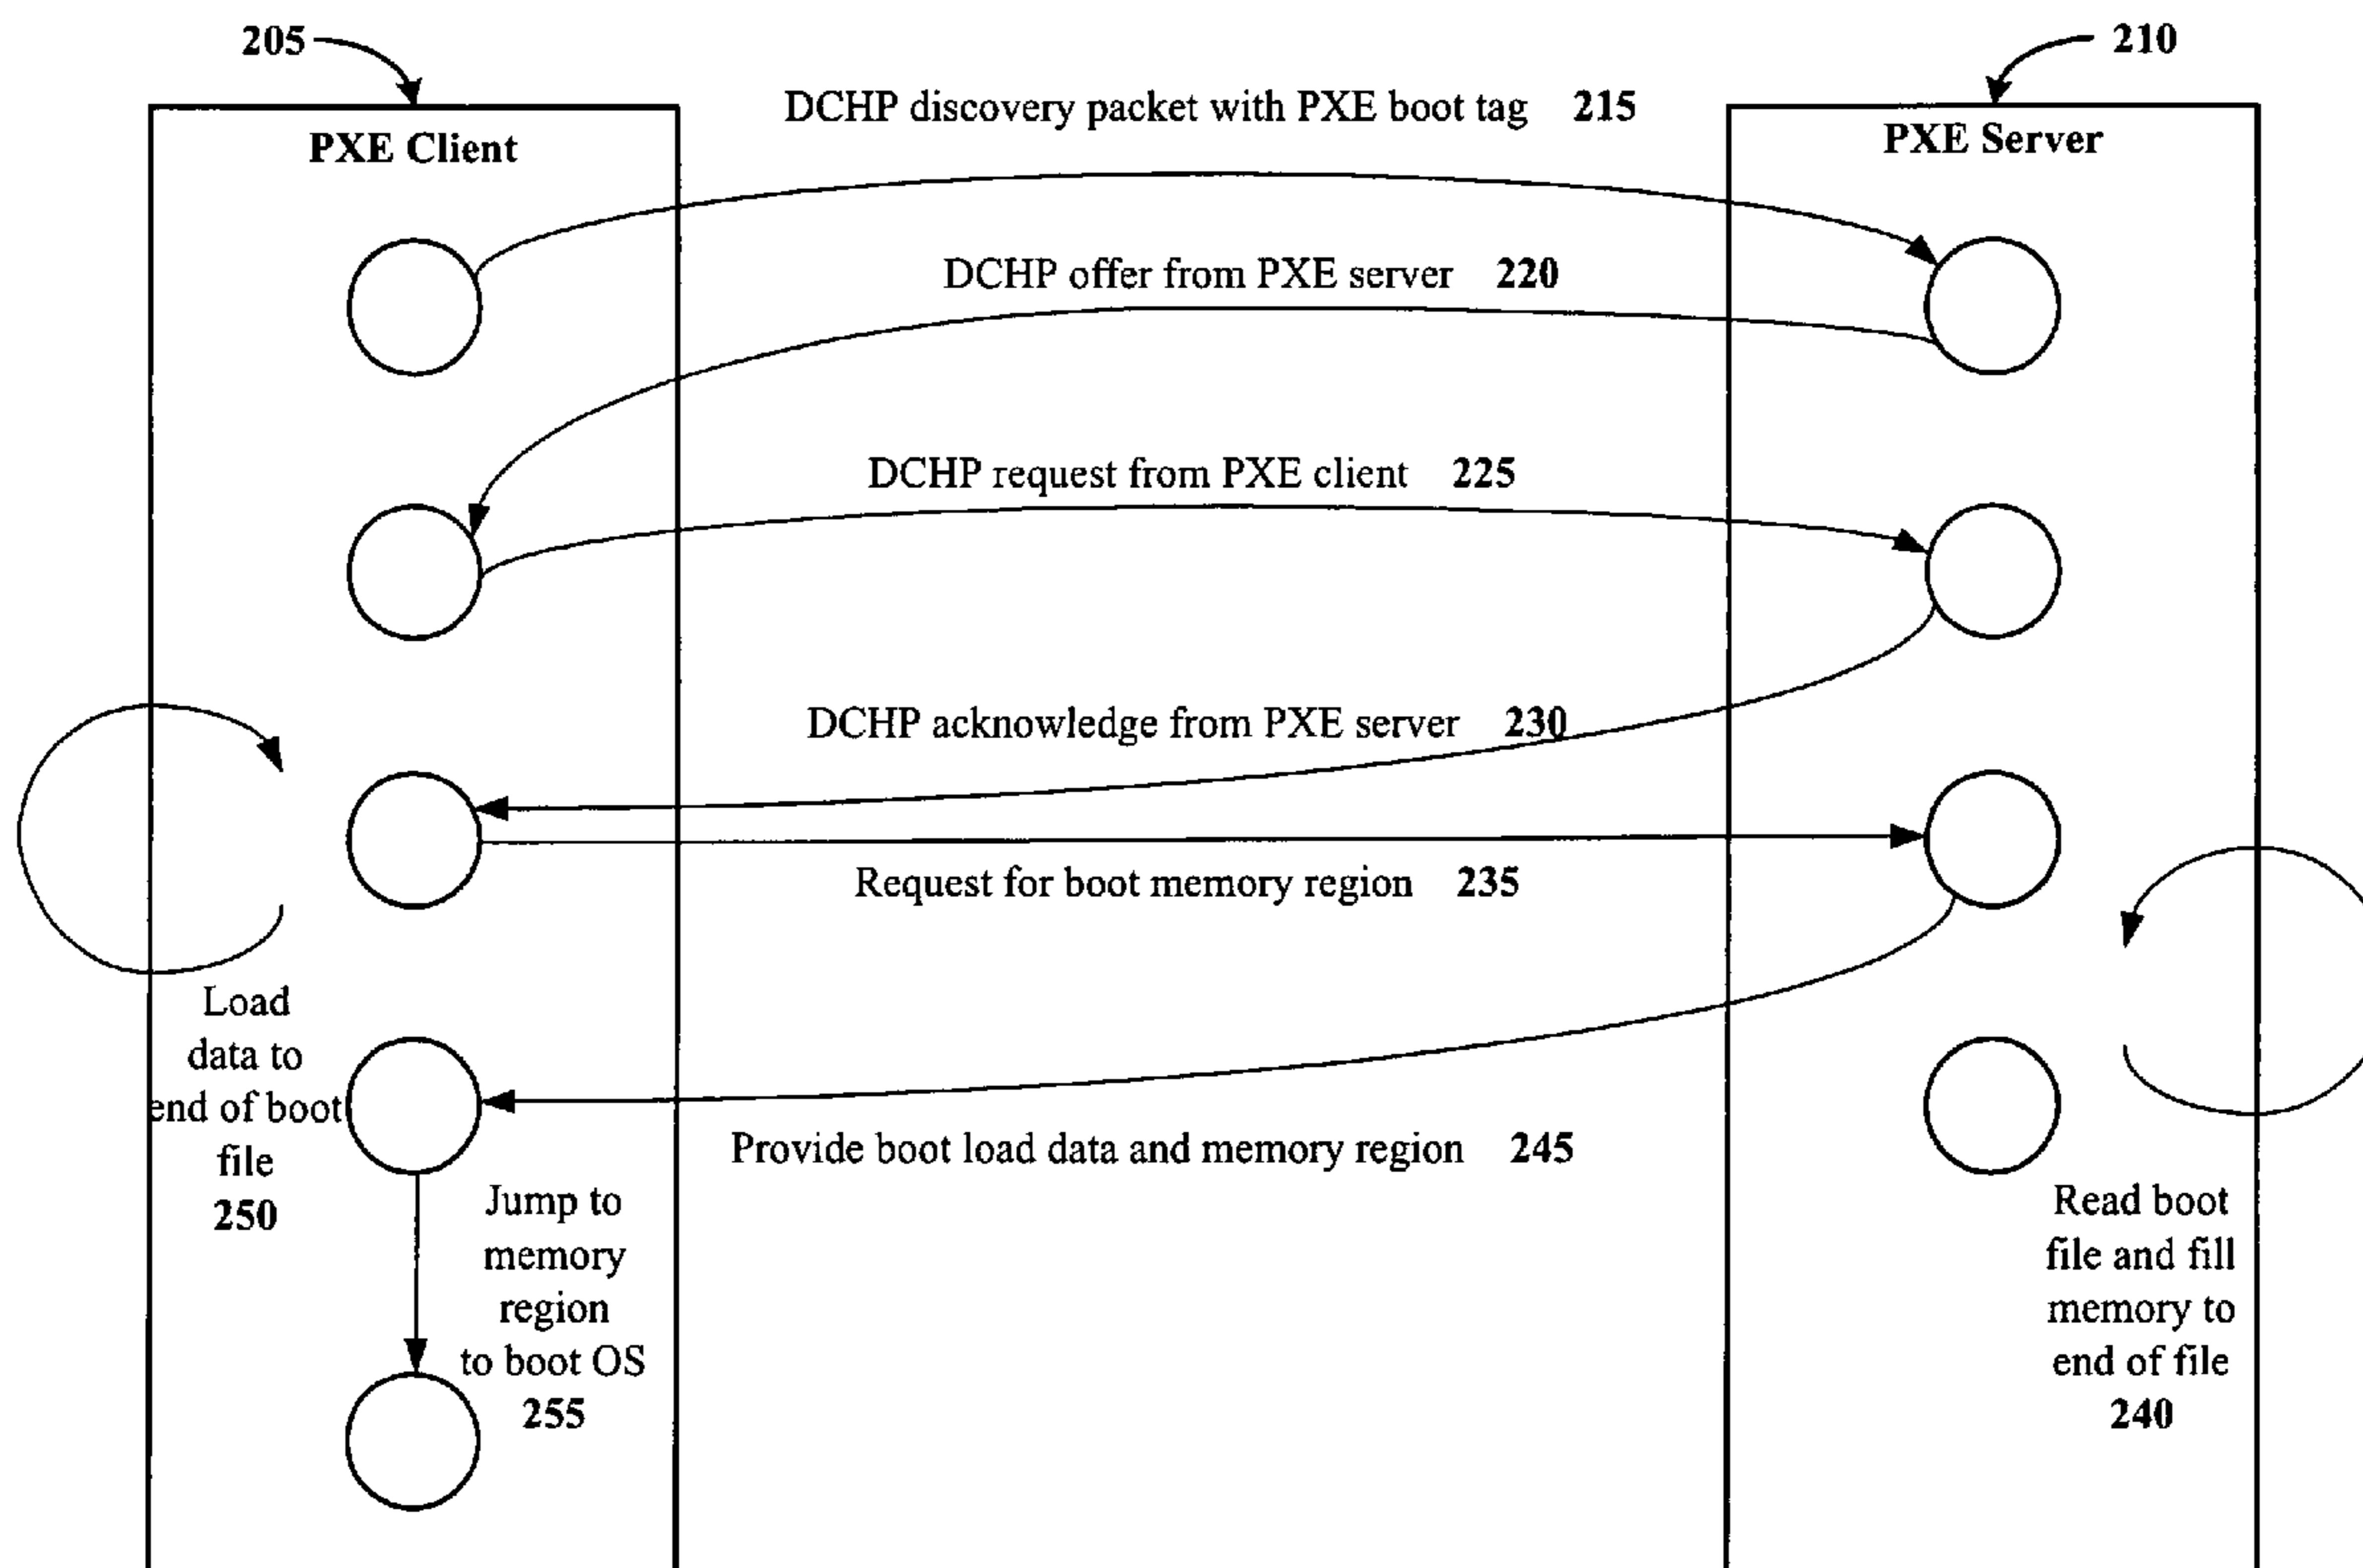 205
210
DCHP discovery packet with PXE boot tag 215
PXE Client
PXE Server
DCHP offer from PXE server 220
DCHP request from PXE client 225
DCHP acknowledge from PXE server 230
Request for boot memory region 235
Load
data to
end of boot
file
250
Provide boot load data and memory region 245
Jump to
memory
region
to boot OS
255
Read boot
file and fill
memory to
end of file
240